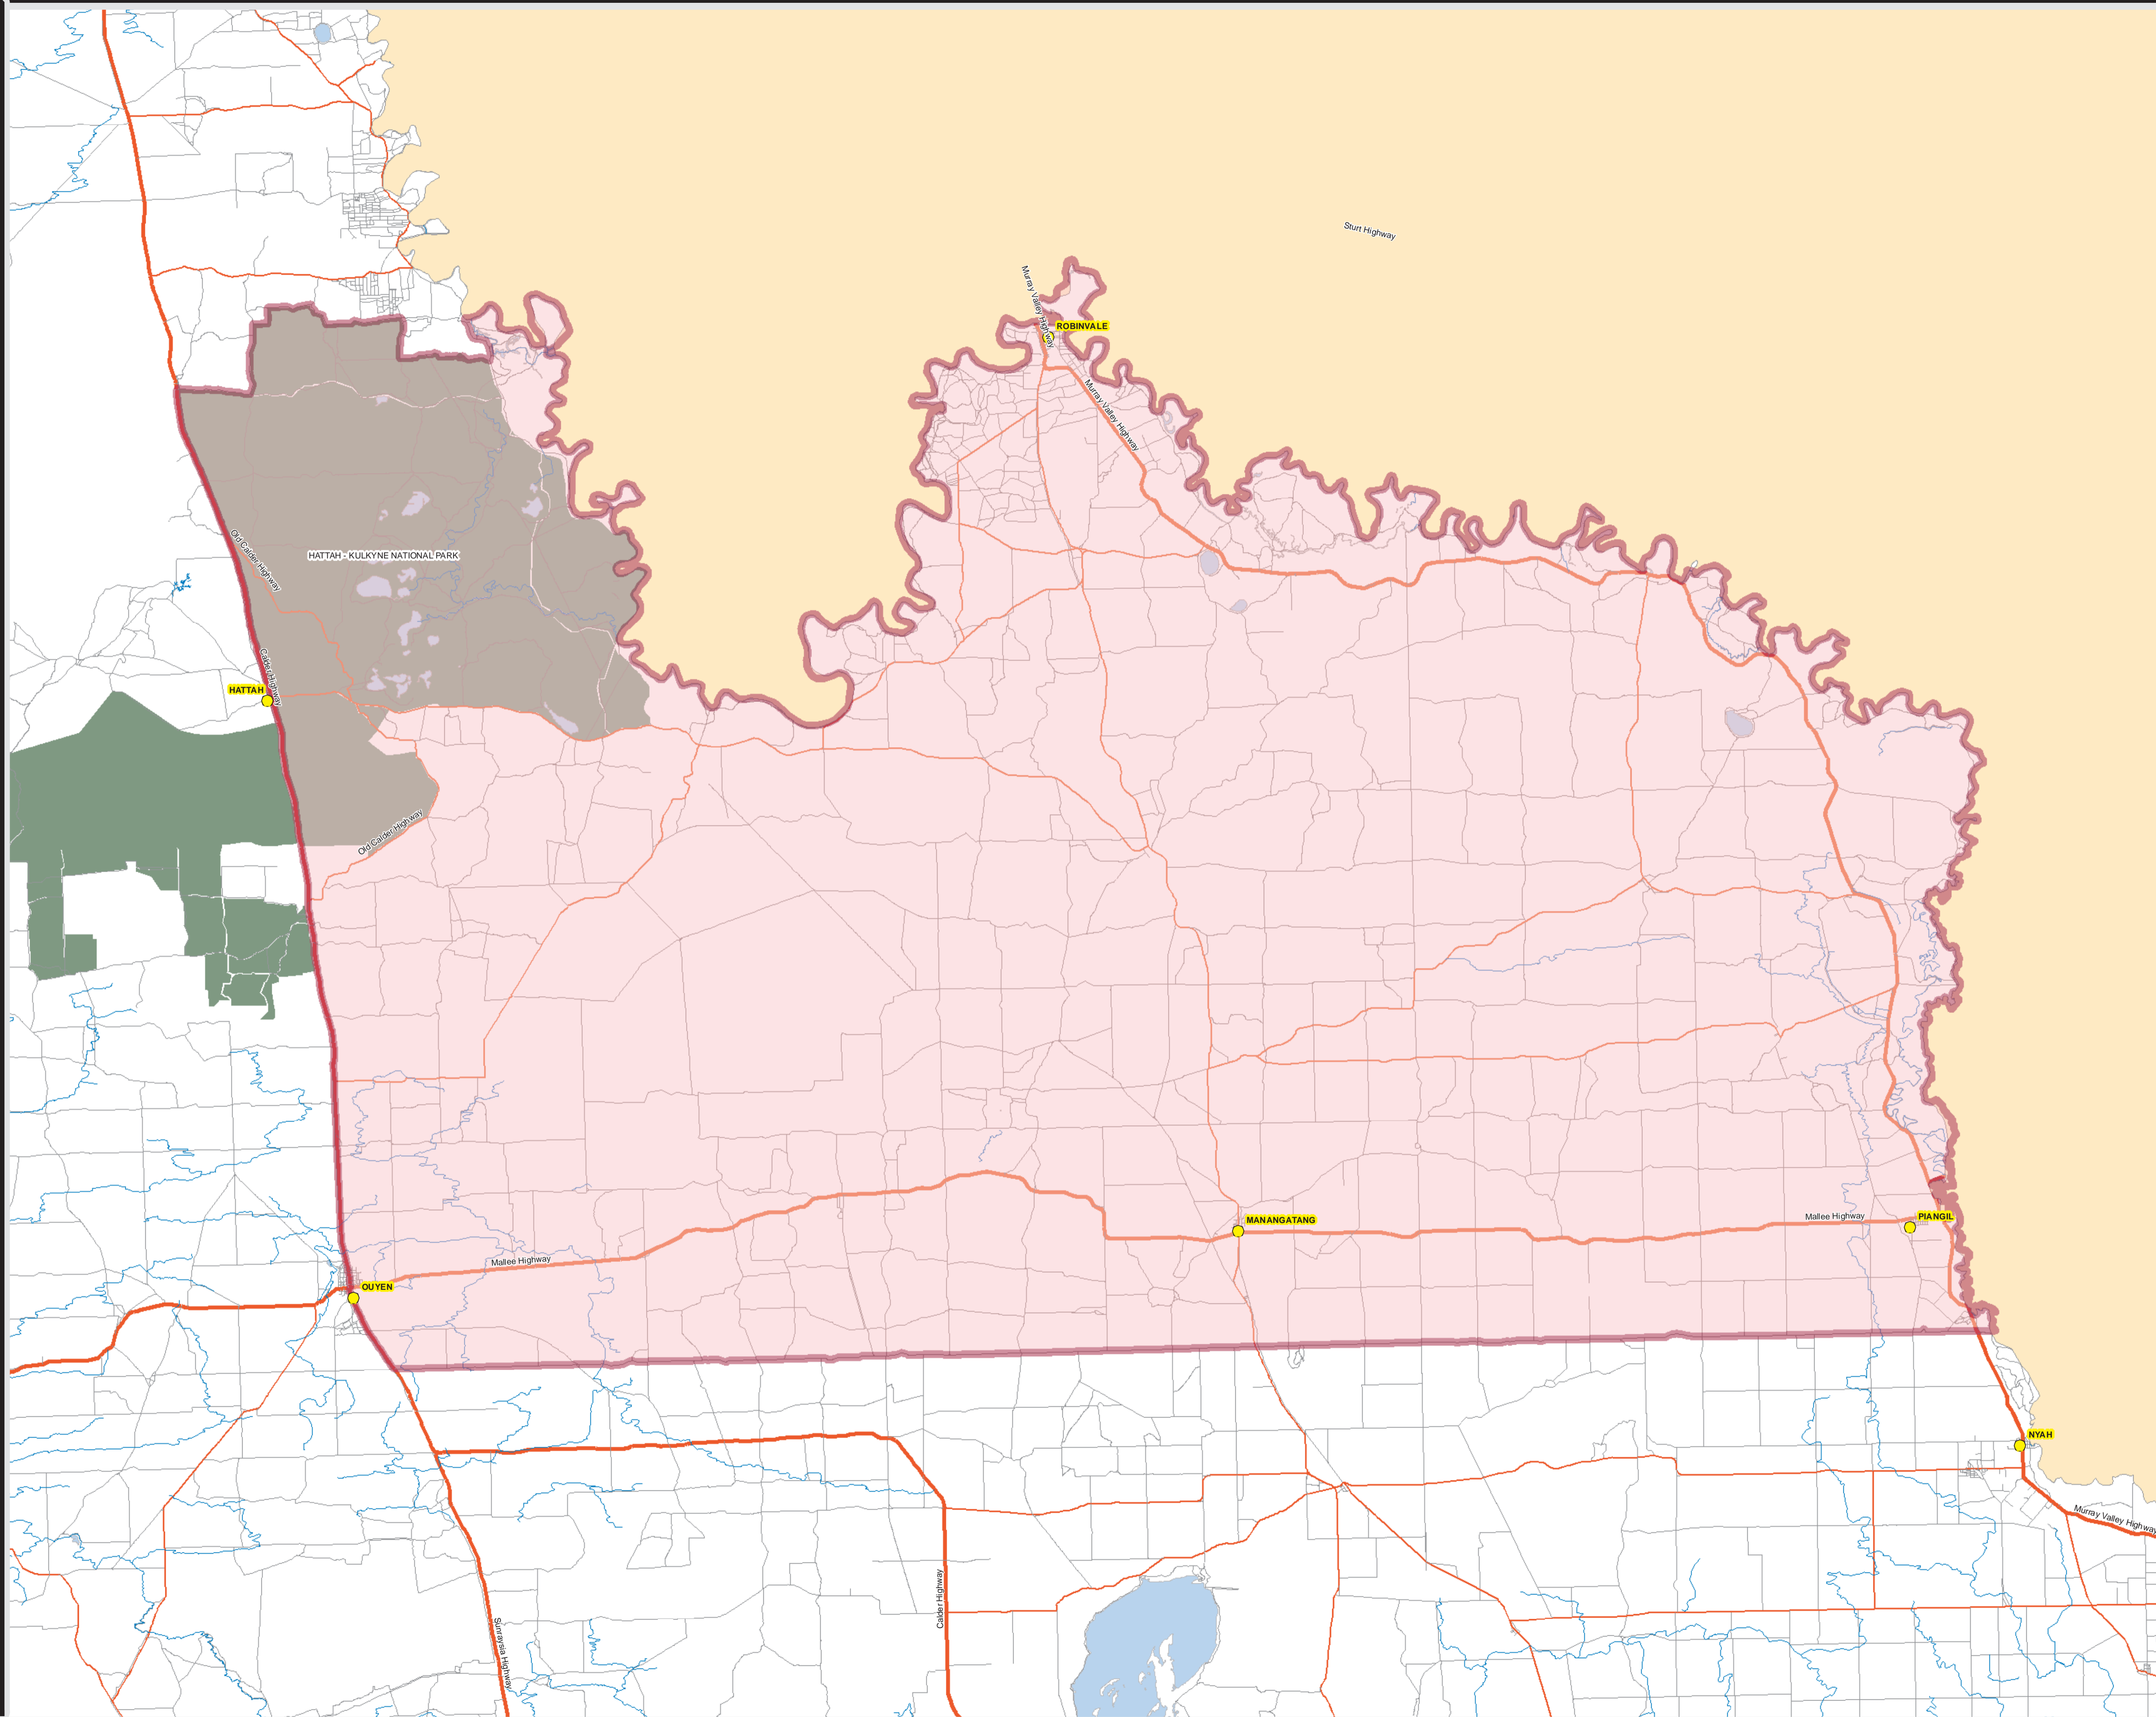 Sturt Highway
Murray Valley Highway
ROBINVALE
Murray Valley Highway
Old Calder Highway
HATTAH - KULKYNE NATIONAL PARK
Calder Highway
HATTAH
Old Calder Highway
MANANGATANG
Mallee Highway
PIANGIL
Mallee Highway
OUYEN
NYAH
Murray Valley Highway
Calder Highway
Sunraysia Highway